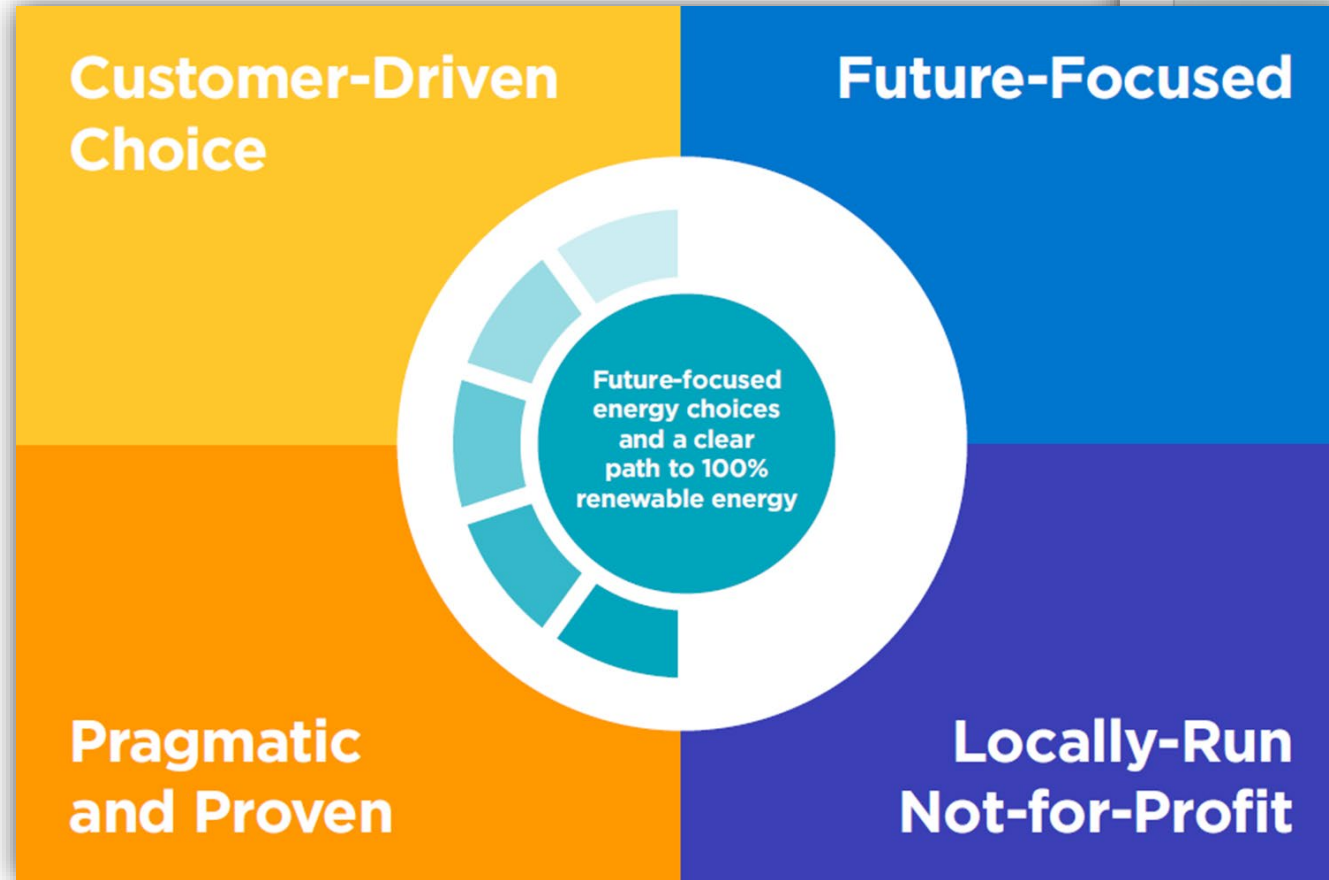 Customer-Driven
Choice
Future-Focused
Future-focused
energy choices
and a clear
path to 100%
renewable energy
Pragmatic
and Proven
Locally-Run
Not-for-Profit